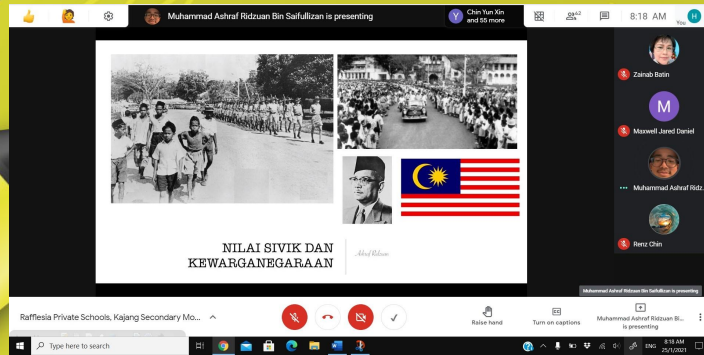 Muhammad Ashraf Ridzuan Bin Saifullizan is presenting
Y
Chin Yun Xin
and 55 more
62
8:18 AM
You
H
Zainab Batin
M
Maxwell Jared Daniel
Muhammad Ashraf Ridz...
Renz Chin
NILAI SIVIK DAN
KEWARGANEGARAAN
Ashraf Ridzuan
Muhammad Ashraf Ridzuan Bin Saifullizan is presenting
Rafflesia Private Schools, Kajang Secondary Mo...
Raise hand
CC
Turn on captions
Muhammad Ashraf Ridzuan Bi...
is presenting
Type here to search
ENG
8:18 AM
25/1/2021